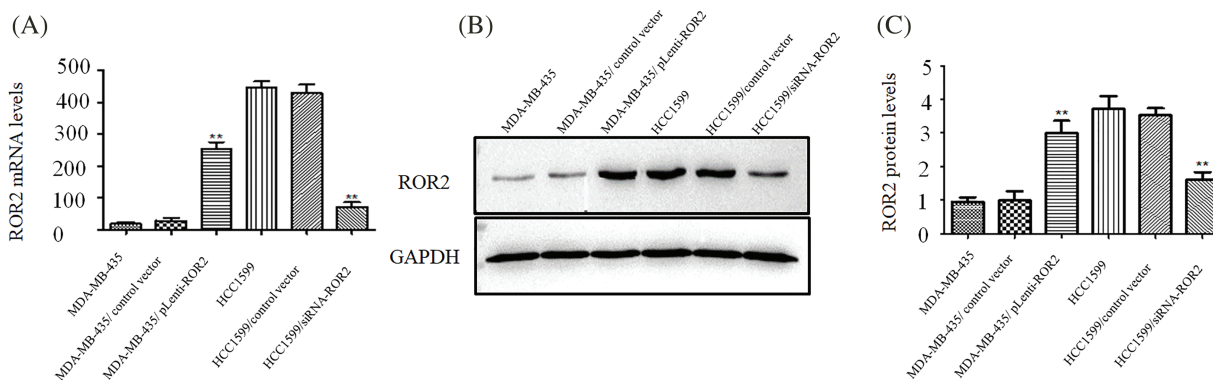 (A)
ROR2 mRNA levels
500
400
300
200
100
0
**
**
MDA-MB-435
MDA-MB-435/ control vector
MDA-MB-435/ pLenti-ROR2
HCC1599
HCC1599/control vector
HCC1599/siRNA-ROR2
(B)
MDA-MB-435
MDA-MB-435/ control vector
MDA-MB-435/ pLenti-ROR2
HCC1599
HCC1599/control vector
HCC1599/siRNA-ROR2
ROR2
GAPDH
(C)
ROR2 protein levels
5
4
3
2
1
0
**
**
MDA-MB-435
MDA-MB-435/ control vector
MDA-MB-435/ pLenti-ROR2
HCC1599
HCC1599/control vector
HCC1599/siRNA-ROR2